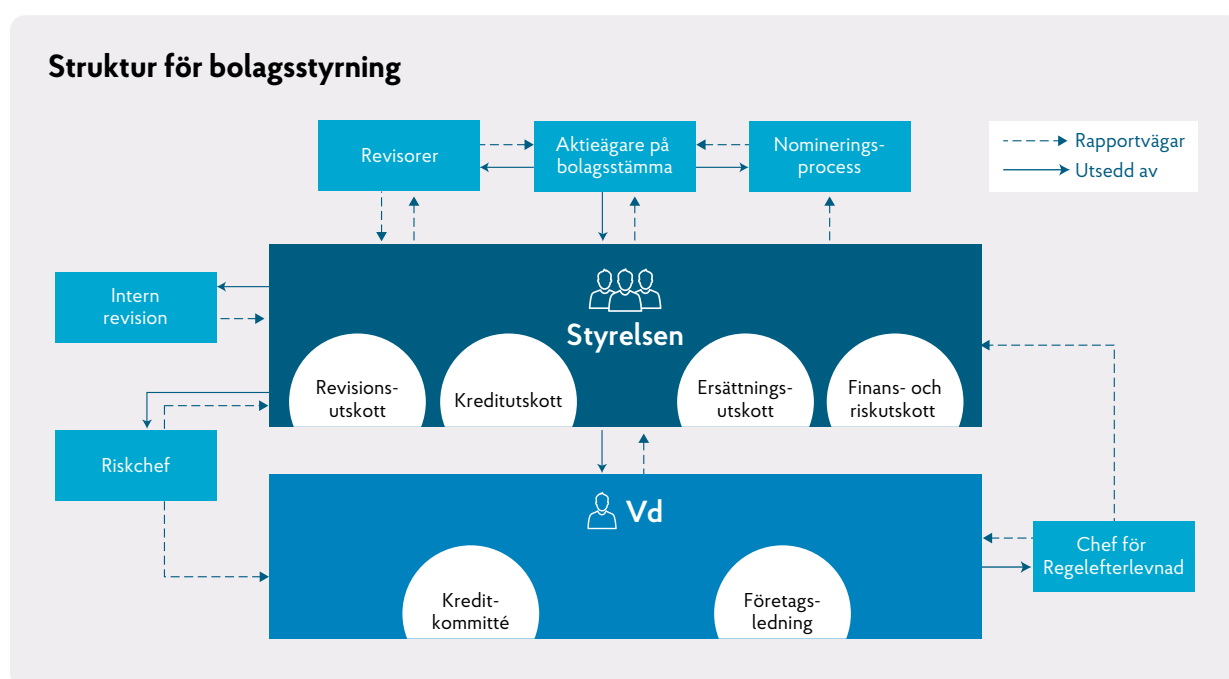 Struktur för bolagsstyrning
Revisorer
Aktieägare på
bolagsstämma
Nominerings-
process
Rapportvägar
Utsedd av
Intern
revision
Styrelsen
Revisions-
utskott
Kreditutskott
Ersättnings-
utskott
Finans- och
riskutskott
Riskchef
Vd
Chef för
Regelefterlevnad
Kredit-
kommitté
Företags-
ledning